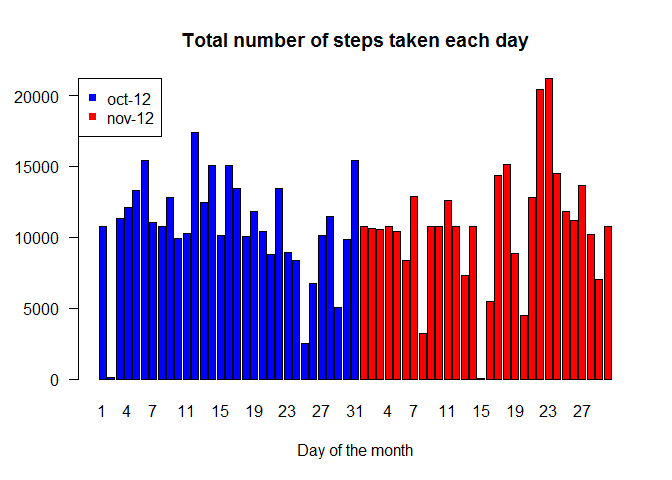 Total number of steps taken each day
oct-12
nov-12
20000
15000
10000
5000
0
1 4 7 11 15 19 23 27 31 4 7 11 15 19 23 27
Day of the month